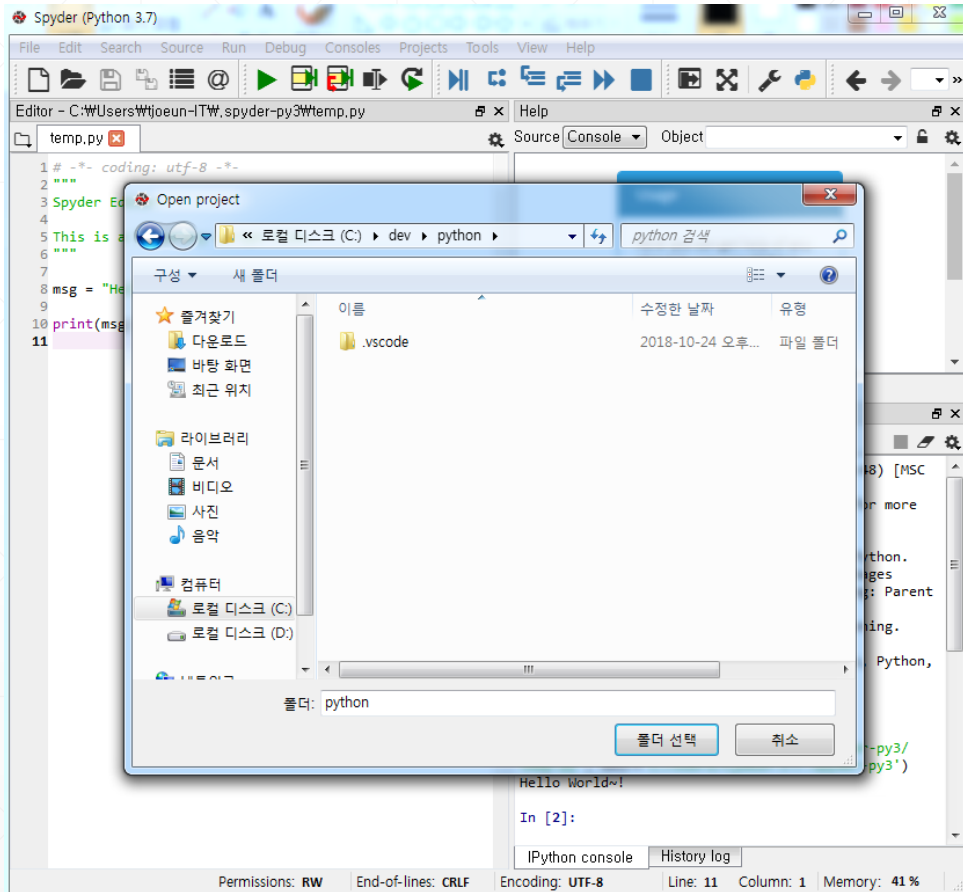 Spyder (Python 3.7)
File Edit Search Source Run Debug Consoles Projects Tools View Help
Editor - C:₩Users₩tjoeun-IT₩.spyder-py3₩temp.py
temp.py
1 # -*- coding: utf-8 -*-
2 """
3 Spyder
4
5 This is a
6 """
7
8 msg = "He
9
10 print(msg
11
Help
Source Console Object
Open project
« 로컬 디스크 (C:) dev python
python 검색
구성 새 폴더
즐겨찾기
다운로드
바탕 화면
최근 위치
라이브러리
문서
비디오
사진
음악
컴퓨터
로컬 디스크 (C:)
로컬 디스크 (D:)
이름 수정한 날짜 유형
.vscode 2018-10-24 오후... 파일 폴더
폴더: python
폴더 선택 취소
[MSC
more
: Parent
Python,
-py3/
-py3')
Hello World~!
In [2]:
IPython console History log
Permissions: RW End-of-lines: CRLF Encoding: UTF-8 Line: 11 Column: 1 Memory: 41 %